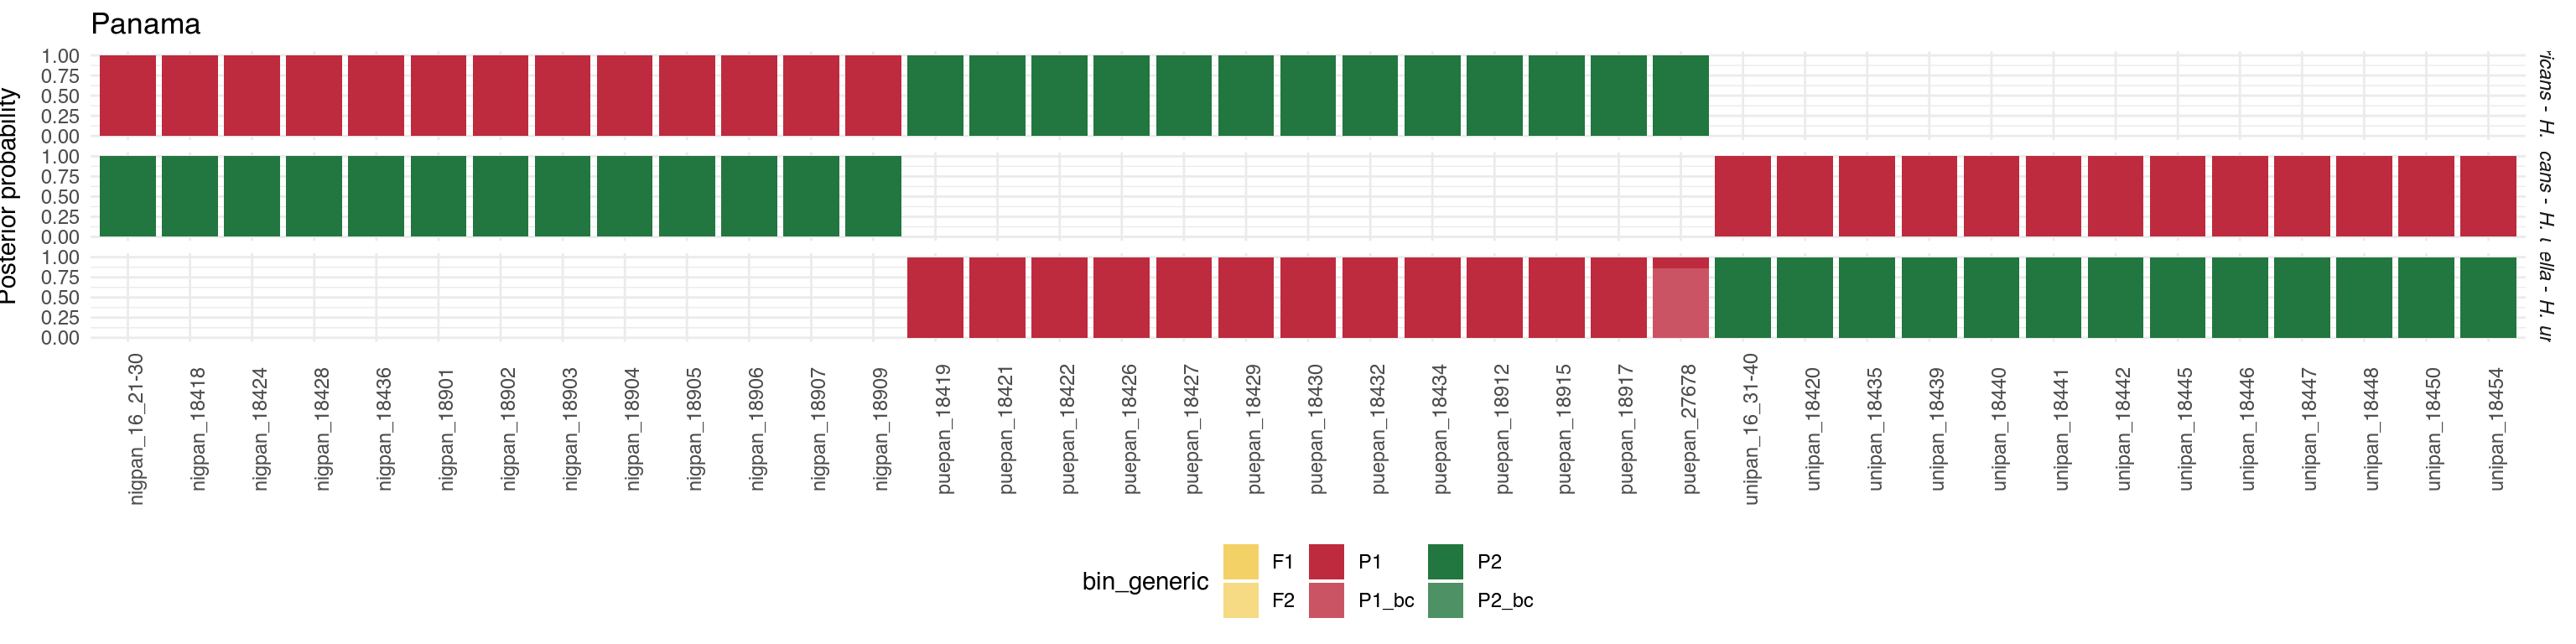 Panama
Posterior probability
1.00
0.75
0.50
0.25
0.00
1.00
0.75
0.50
0.25
0.00
1.00
0.75
0.50
0.25
0.00
ricans - H.
cans - H. u
ella - H. un
nigpan_16_21-30
nigpan_18418
nigpan_18424
nigpan_18428
nigpan_18436
nigpan_18901
nigpan_18902
nigpan_18903
nigpan_18904
nigpan_18905
nigpan_18906
nigpan_18907
nigpan_18909
puepan_18419
puepan_18421
puepan_18422
puepan_18426
puepan_18427
puepan_18429
puepan_18430
puepan_18432
puepan_18434
puepan_18912
puepan_18915
puepan_18917
puepan_27678
unipan_16_31-40
unipan_18420
unipan_18435
unipan_18439
unipan_18440
unipan_18441
unipan_18442
unipan_18445
unipan_18446
unipan_18447
unipan_18448
unipan_18450
unipan_18454
bin_generic
F1 P1 P2
F2 P1_bc P2_bc